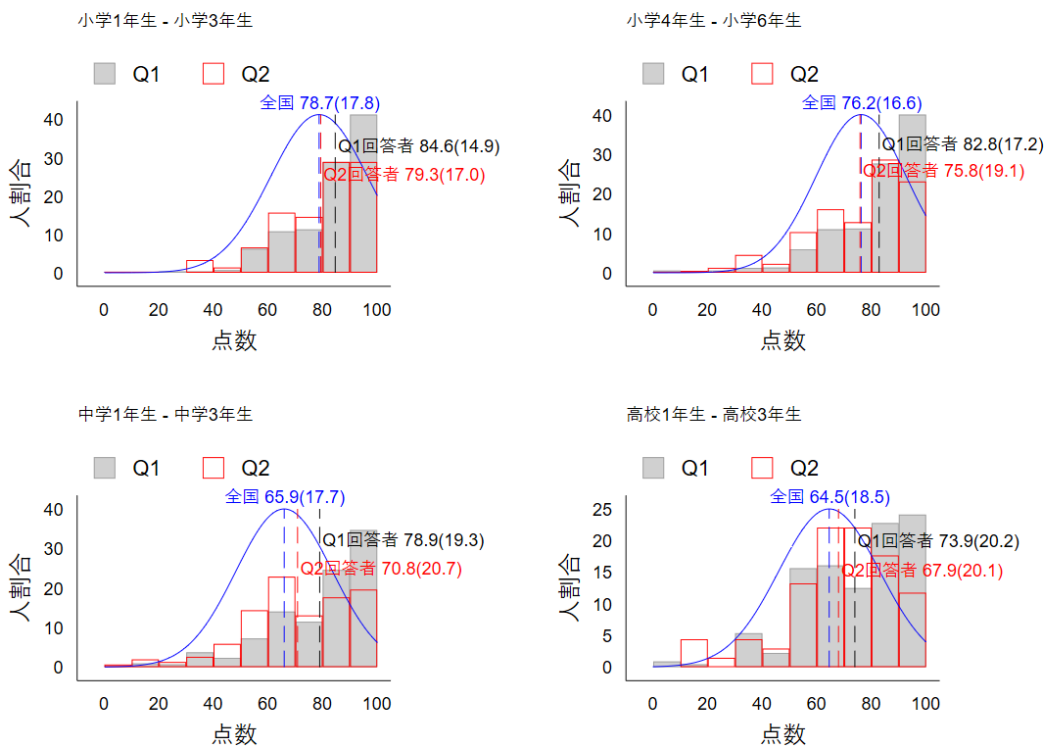 小学1年生 - 小学3年生
Q1 Q2
全国 78.7(17.8)
Q1回答者 84.6(14.9)
Q2回答者 79.3(17.0)
人割合
40
30
20
10
0
0 20 40 60 80 100
点数
小学4年生 - 小学6年生
Q1 Q2
全国 76.2(16.6)
Q1回答者 82.8(17.2)
Q2回答者 75.8(19.1)
人割合
40
30
20
10
0
0 20 40 60 80 100
点数
中学1年生 - 中学3年生
Q1 Q2
全国 65.9(17.7)
Q1回答者 78.9(19.3)
Q2回答者 70.8(20.7)
人割合
40
30
20
10
0
0 20 40 60 80 100
点数
高校1年生 - 高校3年生
Q1 Q2
全国 64.5(18.5)
Q1回答者 73.9(20.2)
Q2回答者 67.9(20.1)
人割合
25
20
15
10
5
0
0 20 40 60 80 100
点数